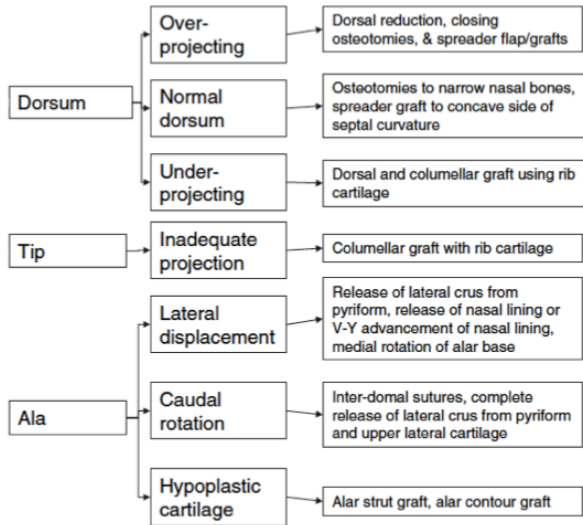 Over-
projecting
Dorsal reduction, closing
osteotomies, & spreader flap/grafts
Dorsum
Normal
dorsum
Osteotomies to narrow nasal bones,
spreader graft to concave side of
septal curvature
Under-
projecting
Dorsal and columellar graft using rib
cartilage
Tip
Inadequate
projection
Columellar graft with rib cartilage
Lateral
displacement
Release of lateral crus from
pyriform, release of nasal lining or
V-Y advancement of nasal lining,
medial rotation of alar base
Ala
Caudal
rotation
Inter-domal sutures, complete
release of lateral crus from pyriform
and upper lateral cartilage
Hypoplastic
cartilage
Alar strut graft, alar contour graft